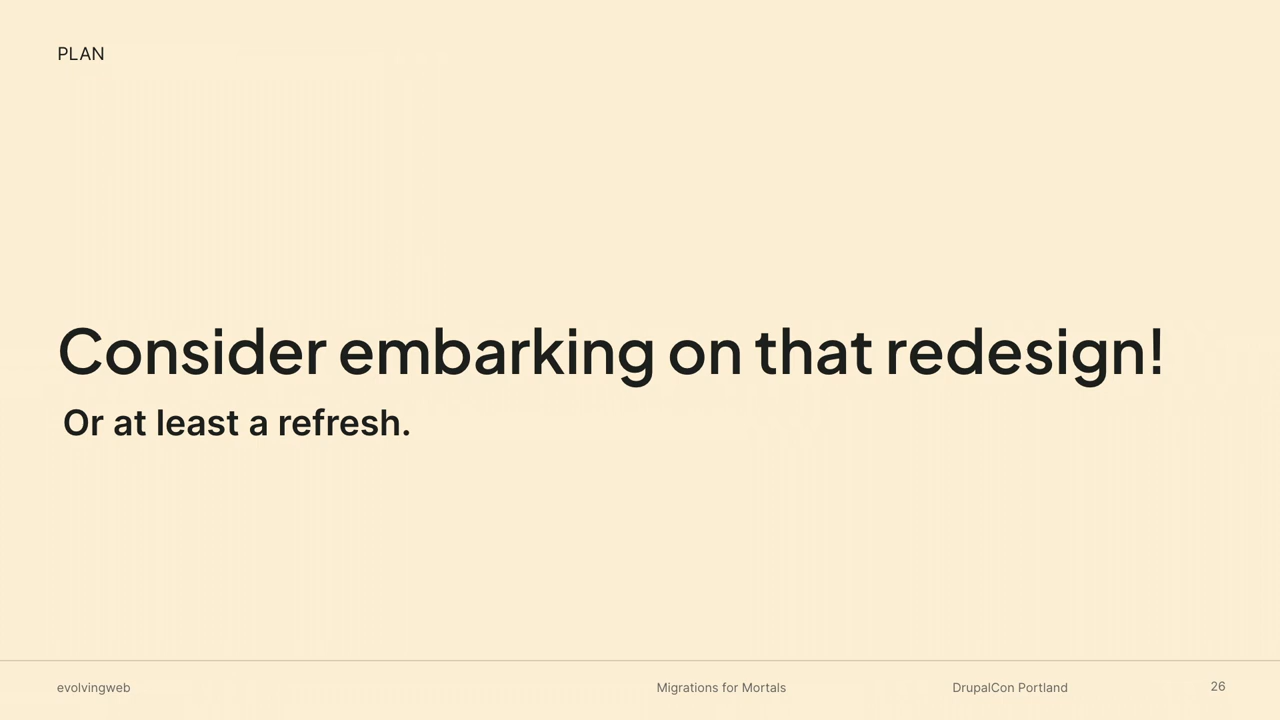 PLAN
Consider embarking on that redesign!
Or at least a refresh.
evolvingweb
Migrations for Mortals
DrupalCon Portland
26